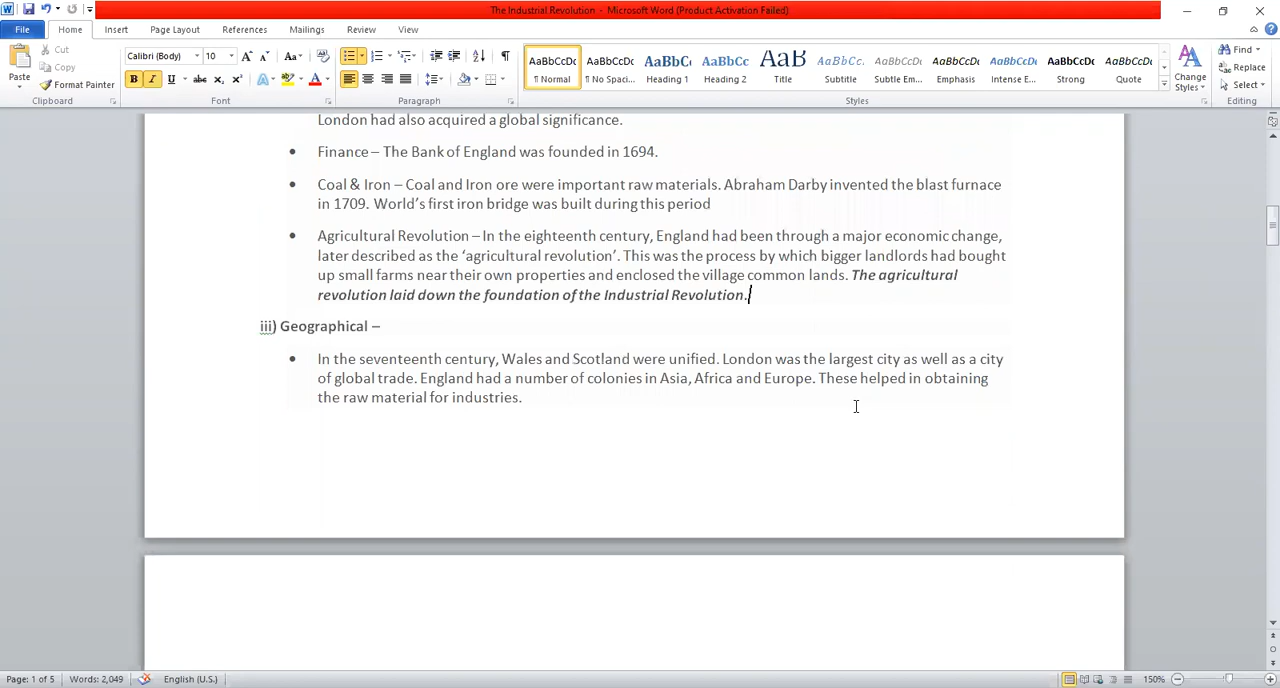 The Industrial Revolution - Microsoft Word (Product Activation Failed)
File Home Insert Page Layout References Mailings Review View
Cut
Copy
Paste
Format Painter
Clipboard
Calibri (Body) 10
Aa
B I U abc x2 x2
A
Font
Paragraph
AaBbCcDc AaBbCcDc AaBbC AaBbCc AaB AaBbCc. AaBbCcDc AaBbCcDc AaBbCcDc AaBbCcDc AaBbCcDc
¶ Normal ¶ No Spaci... Heading 1 Heading 2 Title Subtitle Subtle Em... Emphasis Intense E... Strong Quote
Styles
Change
Styles
Find
Replace
Select
Editing
London had also acquired a global significance.
• Finance – The Bank of England was founded in 1694.
• Coal & Iron – Coal and Iron ore were important raw materials. Abraham Darby invented the blast furnace
in 1709. World's first iron bridge was built during this period
• Agricultural Revolution – In the eighteenth century, England had been through a major economic change,
later described as the 'agricultural revolution'. This was the process by which bigger landlords had bought
up small farms near their own properties and enclosed the village common lands. The agricultural
revolution laid down the foundation of the Industrial Revolution.
iii) Geographical –
• In the seventeenth century, Wales and Scotland were unified. London was the largest city as well as a city
of global trade. England had a number of colonies in Asia, Africa and Europe. These helped in obtaining
the raw material for industries.
Page: 1 of 5 Words: 2,049 English (U.S.) 150%